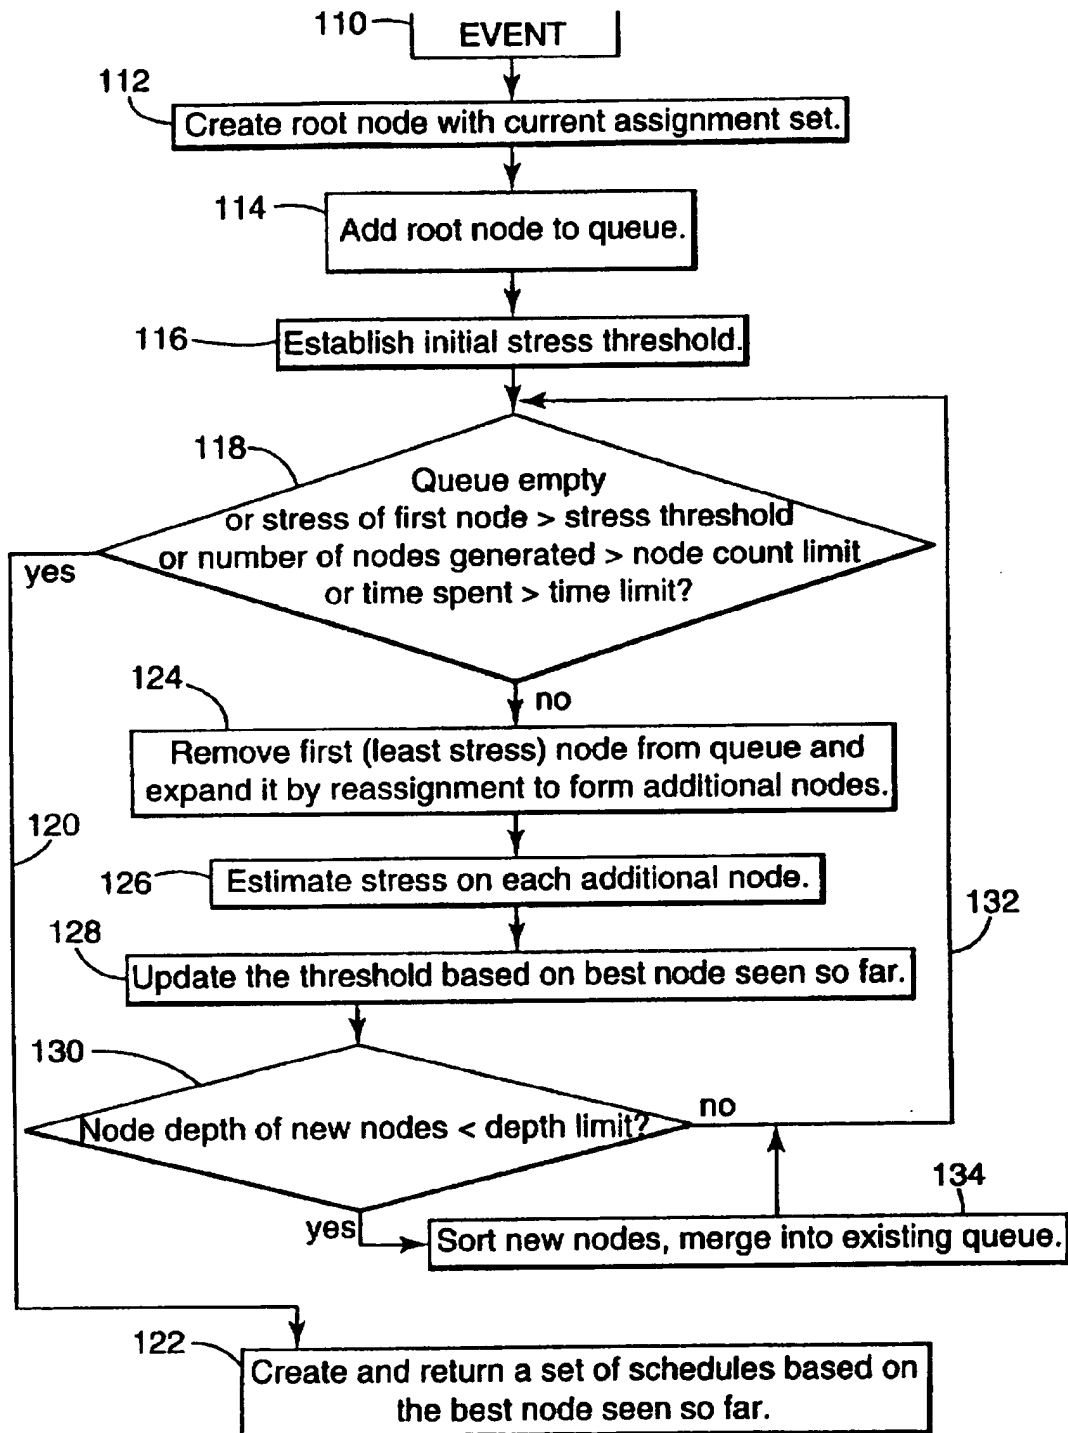 110
EVENT
112
Create root node with current assignment set.
114
Add root node to queue.
116
Establish initial stress threshold.
118
Queue empty
or stress of first node > stress threshold
or number of nodes generated > node count limit
or time spent > time limit?
yes
no
124
Remove first (least stress) node from queue and
expand it by reassignment to form additional nodes.
120
126
Estimate stress on each additional node.
132
128
Update the threshold based on best node seen so far.
130
Node depth of new nodes < depth limit?
no
yes
134
Sort new nodes, merge into existing queue.
122
Create and return a set of schedules based on
the best node seen so far.